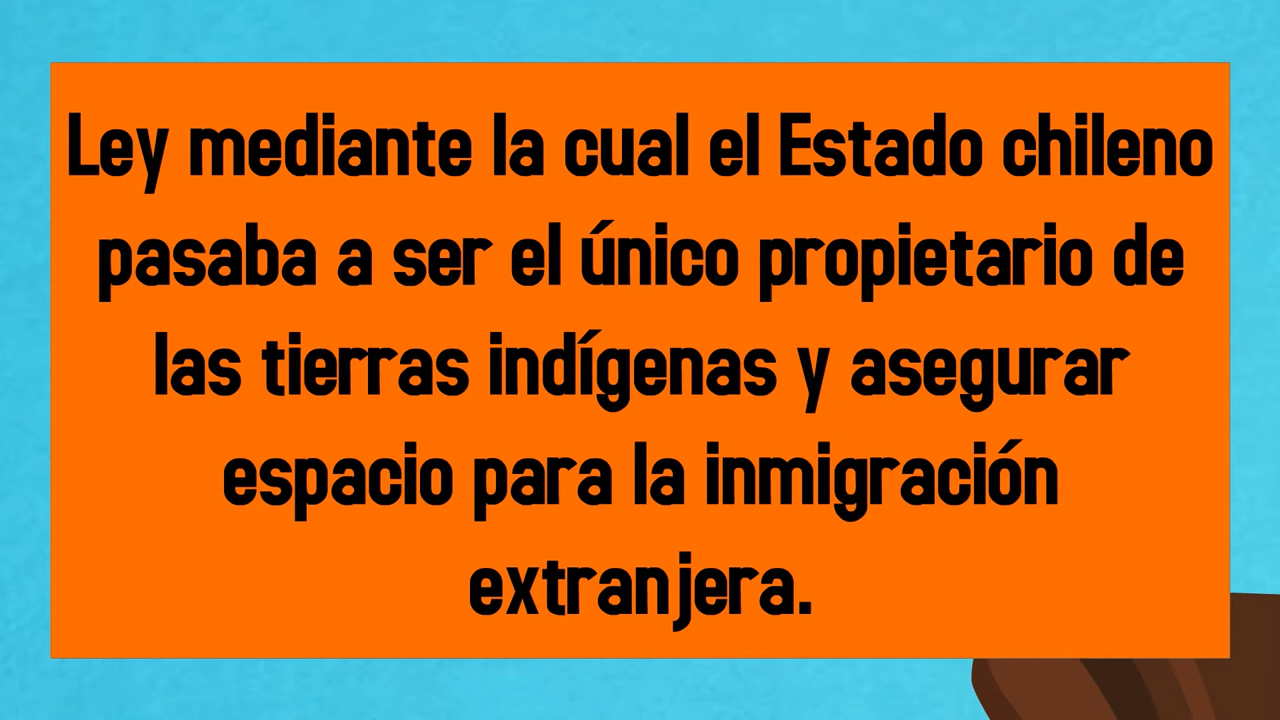 Ley mediante la cual el Estado chileno
pasaba a ser el único propietario de
las tierras indígenas y asegurar
espacio para la inmigración
extranjera.